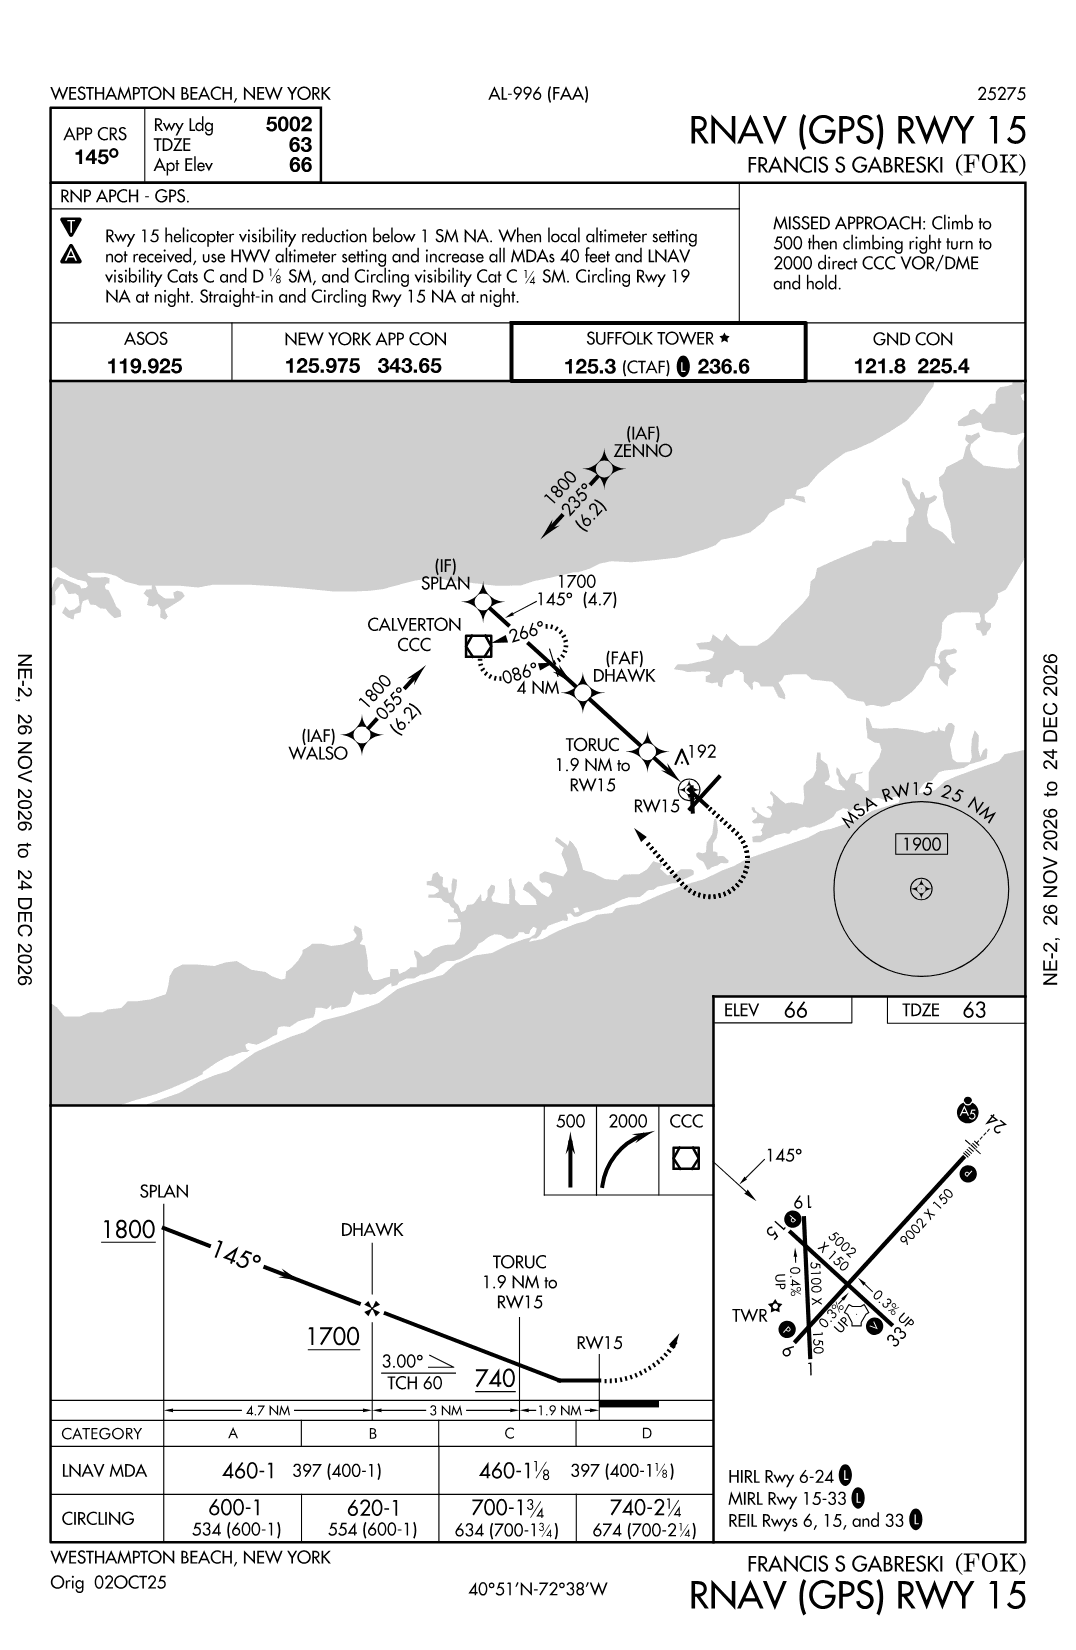 WESTHAMPTON BEACH, NEW YORK
AL-996 (FAA)
25275
APP CRS
145°
Rwy Ldg 5002
TDZE 63
Apt Elev 66
RNAV (GPS) RWY 15
FRANCIS S GABRESKI (FOK)
RNP APCH - GPS.
T
A
Rwy 15 helicopter visibility reduction below 1 SM NA. When local altimeter setting
not received, use HWV altimeter setting and increase all MDAs 40 feet and LNAV
visibility Cats C and D ⅛ SM, and Circling visibility Cat C ¼ SM. Circling Rwy 19
NA at night. Straight-in and Circling Rwy 15 NA at night.
MISSED APPROACH: Climb to
500 then climbing right turn to
2000 direct CCC VOR/DME
and hold.
ASOS
119.925
NEW YORK APP CON
125.975 343.65
SUFFOLK TOWER ★
125.3 (CTAF) L 236.6
GND CON
121.8 225.4
(IAF)
ZENNO
1800
235°
(6.2)
(IF)
SPLAN
1700
145° (4.7)
CALVERTON
CCC
266°
086°
4 NM
(FAF)
DHAWK
1800
055°
(6.2)
(IAF)
WALSO
TORUC
1.9 NM to
RW15
192
RW15
MSA RW15 25 NM
1900
NE-2, 26 NOV 2026 to 24 DEC 2026
NE-2, 26 NOV 2026 to 24 DEC 2026
ELEV 66
TDZE 63
A5
24
P
145°
9002 X 150
19
P
15
5002
X 150
0.4%
UP
5100 X 150
0.3%
UP
0.3% UP
TWR
P
V
6
33
1
HIRL Rwy 6-24 L
MIRL Rwy 15-33 L
REIL Rwys 6, 15, and 33 L
500
2000
CCC
SPLAN
1800
145°
DHAWK
1700
TORUC
1.9 NM to
RW15
3.00°
TCH 60
740
RW15
4.7 NM
3 NM
1.9 NM
CATEGORY A B C D
LNAV MDA 460-1 397 (400-1) 460-1⅛ 397 (400-1⅛)
CIRCLING 600-1 620-1 700-1¾ 740-2¼
534 (600-1) 554 (600-1) 634 (700-1¾) 674 (700-2¼)
WESTHAMPTON BEACH, NEW YORK
Orig 02OCT25
40°51'N-72°38'W
FRANCIS S GABRESKI (FOK)
RNAV (GPS) RWY 15